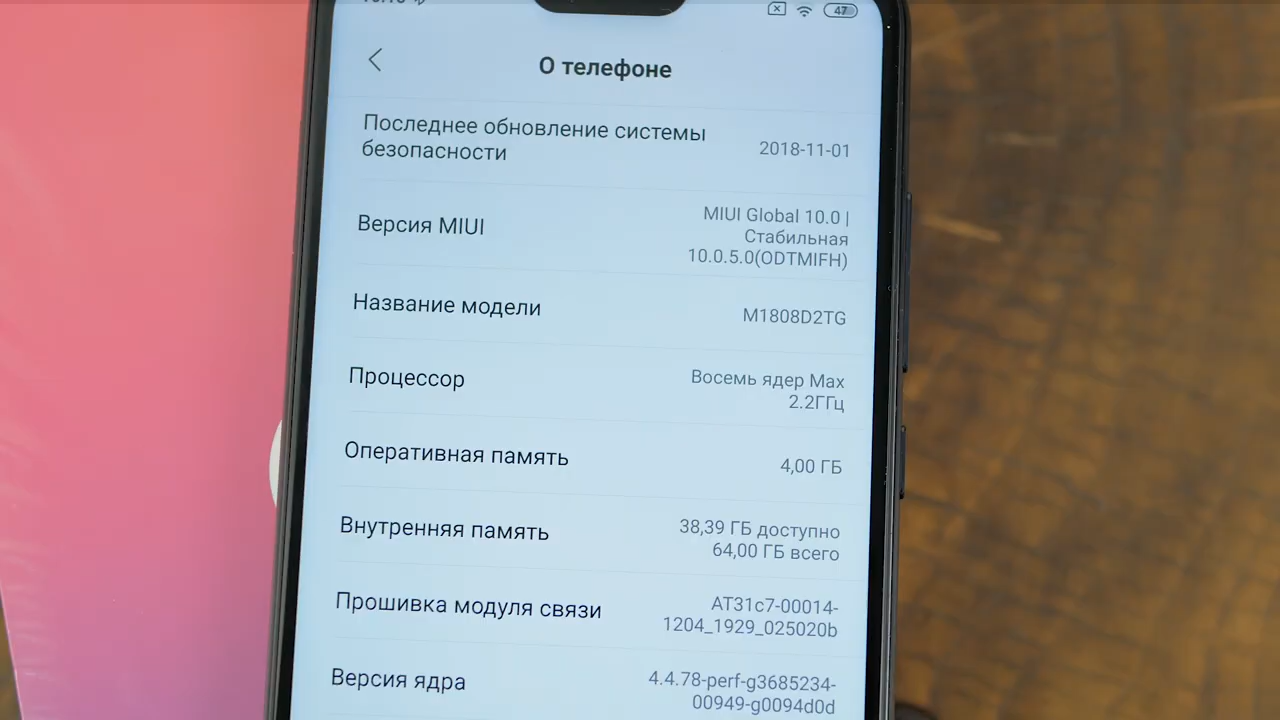 47
О телефоне
Последнее обновление системы
безопасности
2018-11-01
Версия MIUI
MIUI Global 10.0 |
Стабильная
10.0.5.0(ODTMIFH)
Название модели
M1808D2TG
Процессор
Восемь ядер Max
2.2ГГц
Оперативная память
4,00 ГБ
Внутренняя память
38,39 ГБ доступно
64,00 ГБ всего
Прошивка модуля связи
AT31c7-00014-
1204_1929_025020b
Версия ядра
4.4.78-perf-g3685234-
00949-g0094d0d